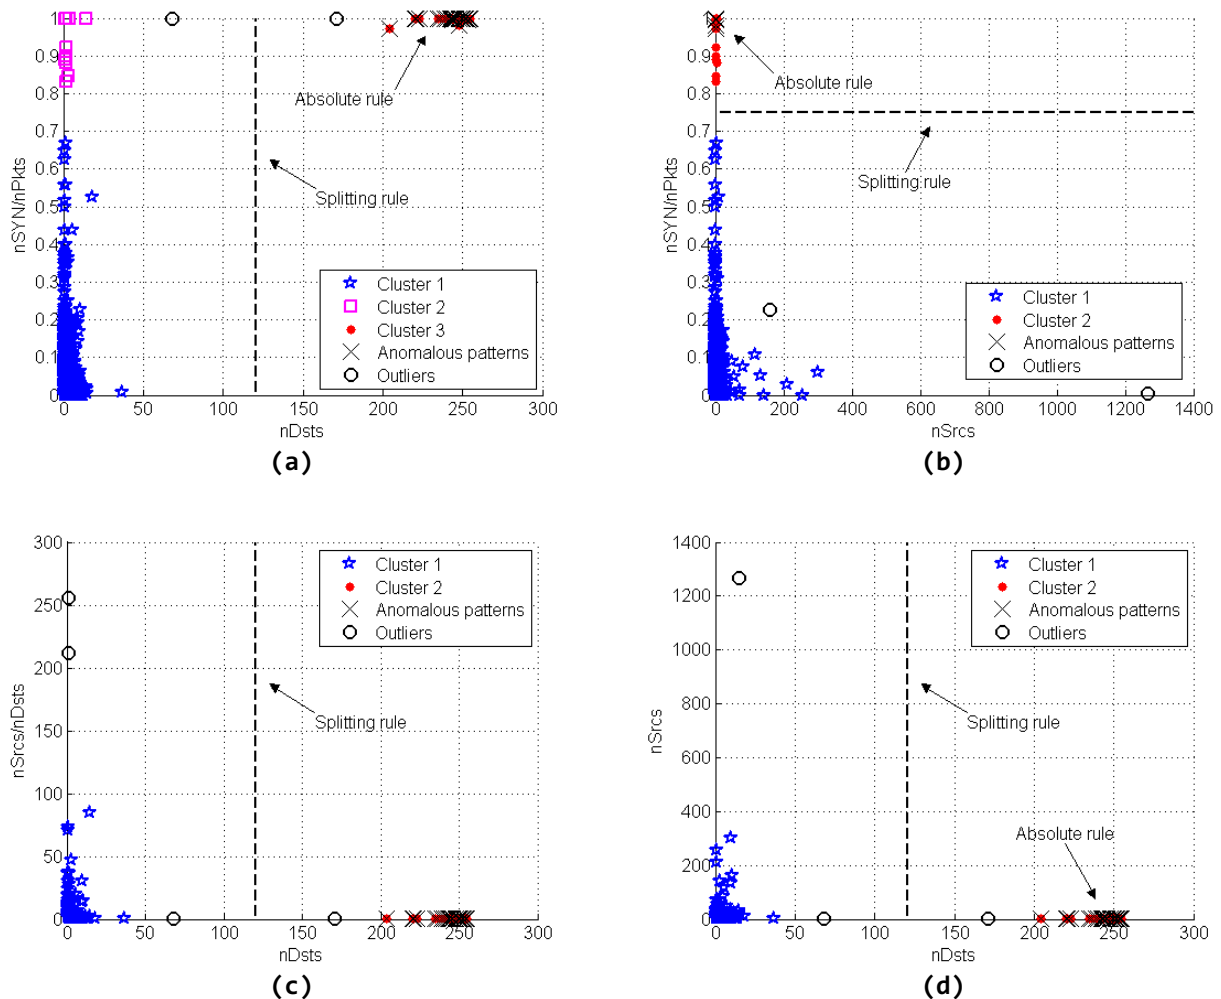 1
0.9
0.8
0.7
0.6
0.5
0.4
0.3
0.2
0.1
0
nSYN/nPkts
Absolute rule
Splitting rule
Cluster 1
Cluster 2
Cluster 3
Anomalous patterns
Outliers
0 50 100 150 200 250 300
nDsts
(a)
1
0.9
0.8
0.7
0.6
0.5
0.4
0.3
0.2
0.1
0
nSYN/nPkts
Absolute rule
Splitting rule
Cluster 1
Cluster 2
Anomalous patterns
Outliers
0 200 400 600 800 1000 1200 1400
nSrcs
(b)
300
250
200
150
100
50
0
nSrcs/nDsts
Cluster 1
Cluster 2
Anomalous patterns
Outliers
Splitting rule
0 50 100 150 200 250 300
nDsts
(c)
1400
1200
1000
800
600
400
200
0
nSrcs
Cluster 1
Cluster 2
Anomalous patterns
Outliers
Splitting rule
Absolute rule
0 50 100 150 200 250 300
nDsts
(d)